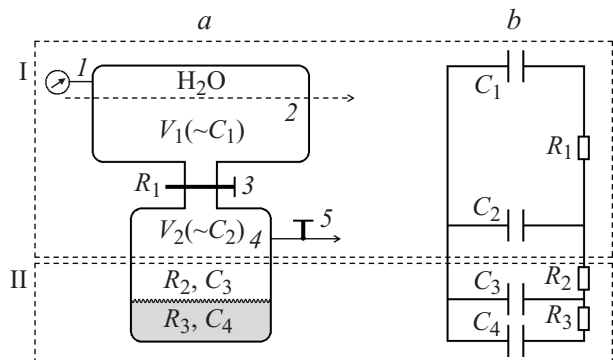 a
b
I
1
H₂O
2
V₁(~C₁)
R₁
3
V₂(~C₂)
4
5
II
R₂, C₃
R₃, C₄
C₁
R₁
C₂
R₂
C₃
R₃
C₄